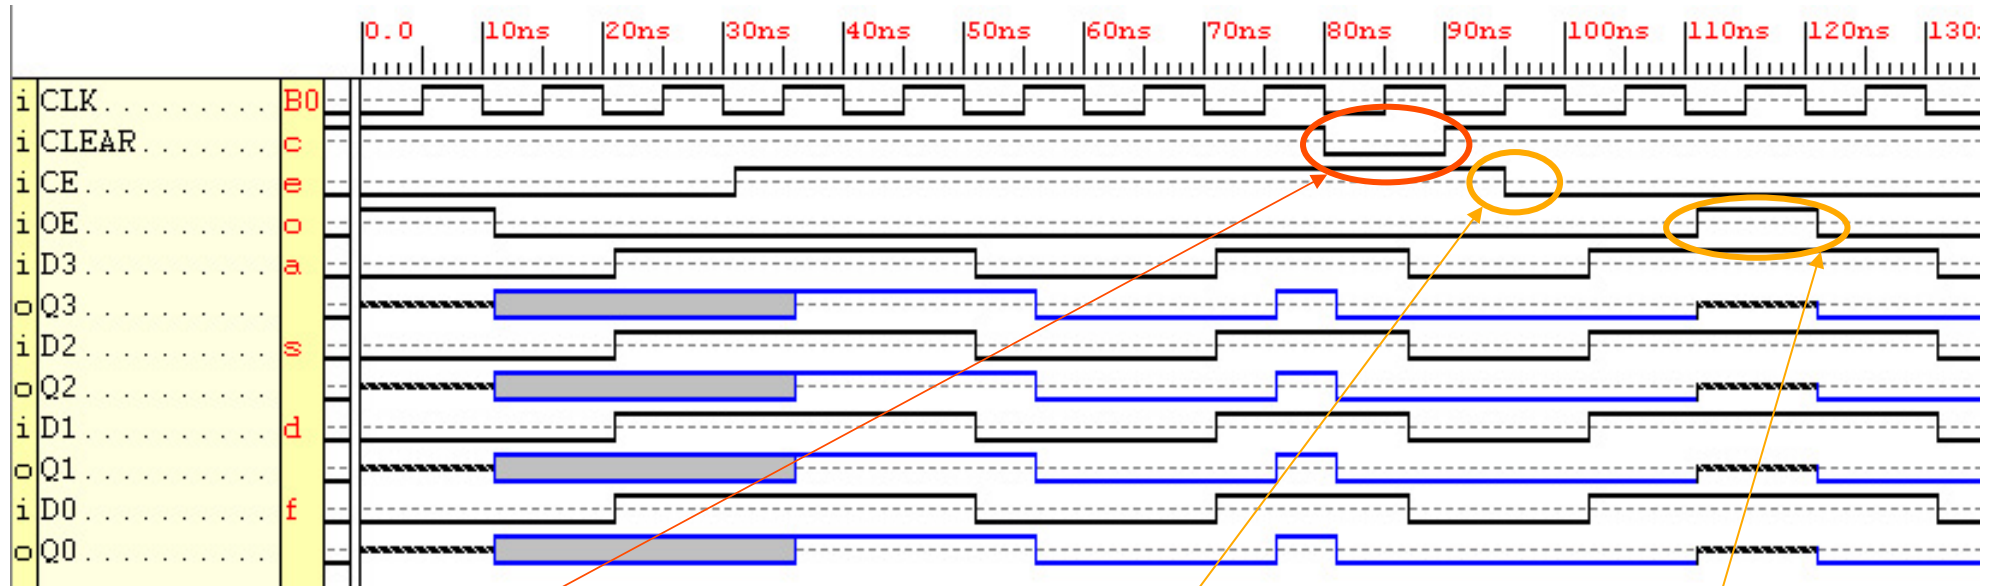 0.0 10ns 20ns 30ns 40ns 50ns 60ns 70ns 80ns 90ns 100ns 110ns 120ns 130
i CLK.......... B0
i CLEAR........ c
i CE........... e
i OE........... o
i D3........... a
o Q3...........
i D2........... s
o Q2...........
i D1........... d
o Q1...........
i D0........... f
o Q0...........